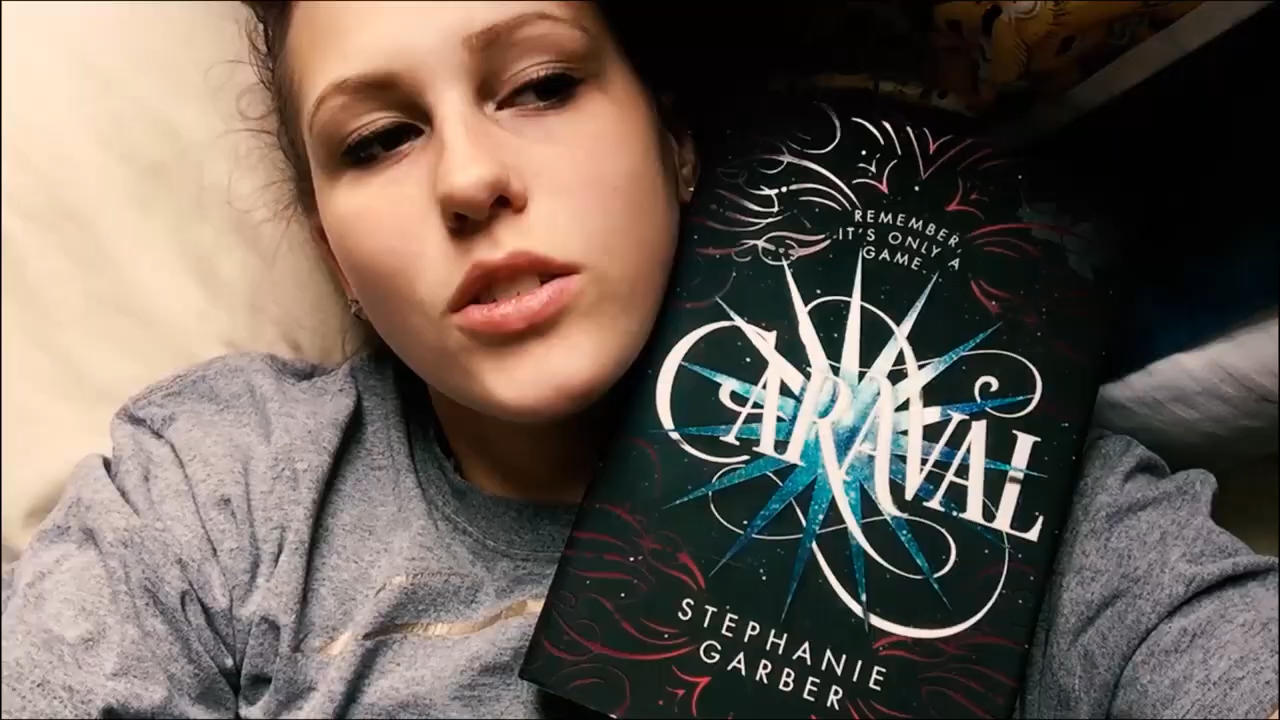 REMEMBER,
IT'S ONLY A
GAME.
CARAVAL
STEPHANIE
GARBER